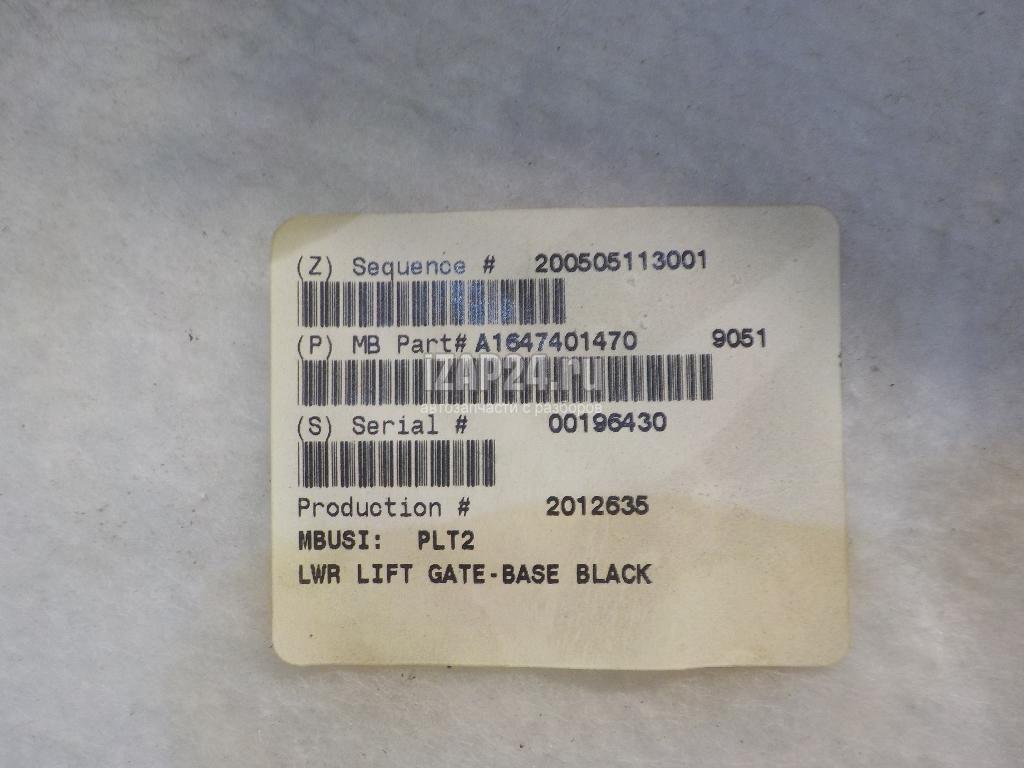 (Z) Sequence # 200505113001
(P) MB Part# A1647401470 9051
iZAP24.ru
автозапчасти с разборов
(S) Serial # 00196430
Production # 2012635
MBUSI: PLT2
LWR LIFT GATE-BASE BLACK